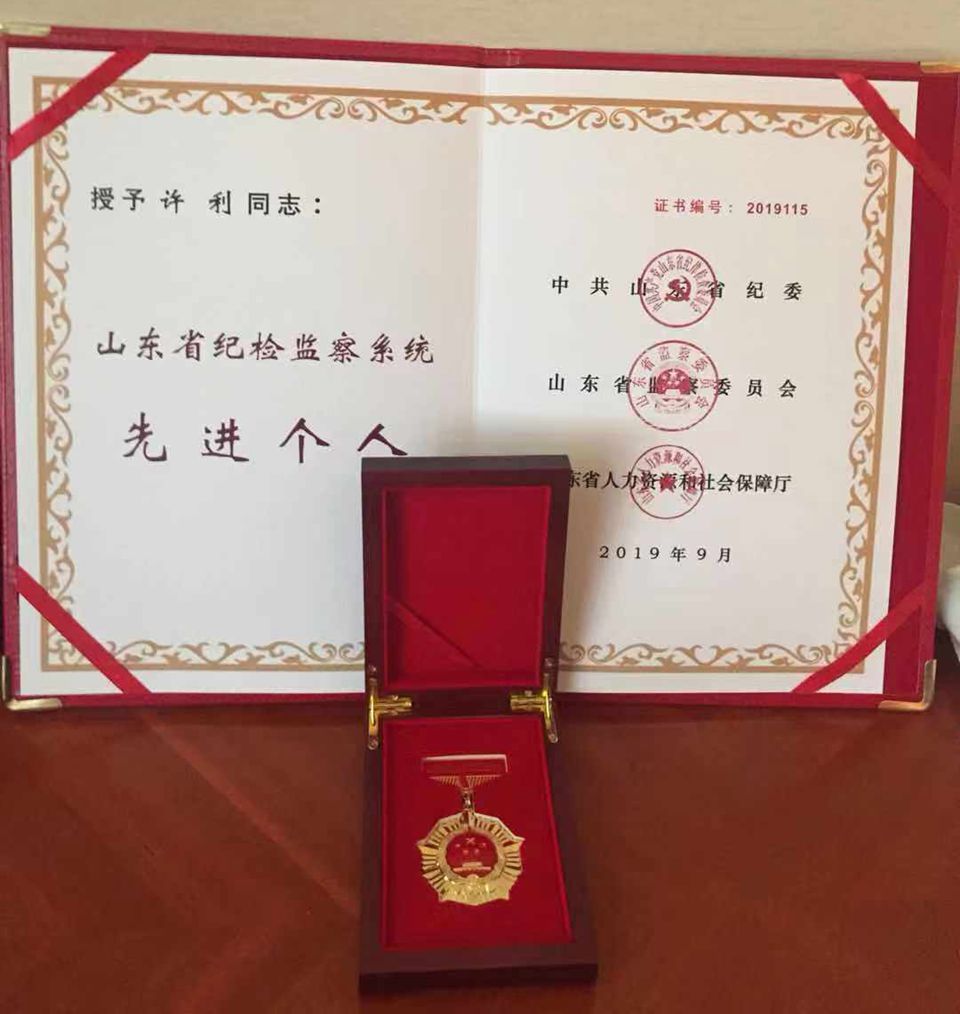 授予 许 利 同志：
山东省纪检监察系统
先进个人
证书编号：2019115
中共山东省纪委
山东省监察委员会
东省人力资源和社会保障厅
2019年9月